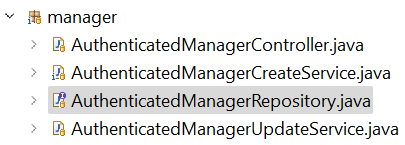 manager
AuthenticatedManagerController.java
AuthenticatedManagerCreateService.java
AuthenticatedManagerRepository.java
AuthenticatedManagerUpdateService.java